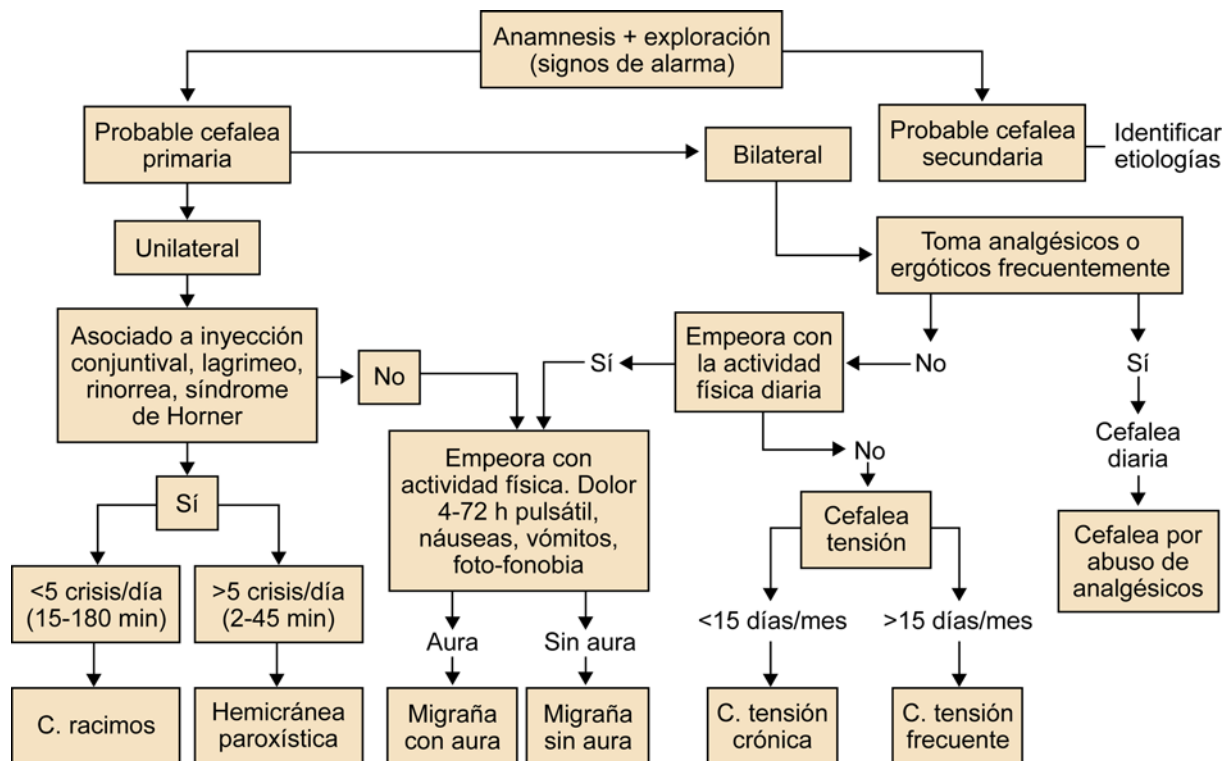 Anamnesis + exploración
(signos de alarma)
Probable cefalea
primaria
Bilateral
Probable cefalea
secundaria
Identificar
etiologías
Unilateral
Toma analgésicos o
ergóticos frecuentemente
Asociado a inyección
conjuntival, lagrimeo,
rinorrea, síndrome
de Horner
No
Sí
Empeora con
la actividad
física diaria
No
Sí
Cefalea
diaria
Cefalea por
abuso de
analgésicos
Empeora con
actividad física. Dolor
4-72 h pulsátil,
náuseas, vómitos,
foto-fonobia
No
Cefalea
tensión
Sí
<5 crisis/día
(15-180 min)
>5 crisis/día
(2-45 min)
Aura
Sin aura
<15 días/mes
>15 días/mes
C. racimos
Hemicránea
paroxística
Migraña
con aura
Migraña
sin aura
C. tensión
crónica
C. tensión
frecuente